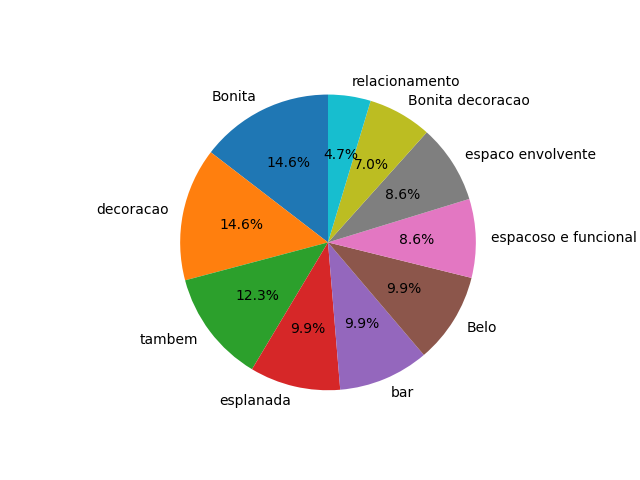 relacionamento
Bonita
Bonita decoracao
4.7%
espaco envolvente
14.6%
7.0%
8.6%
decoracao
14.6%
8.6%
espacoso e funcional
12.3%
9.9%
tambem
9.9%
9.9%
Belo
esplanada
bar